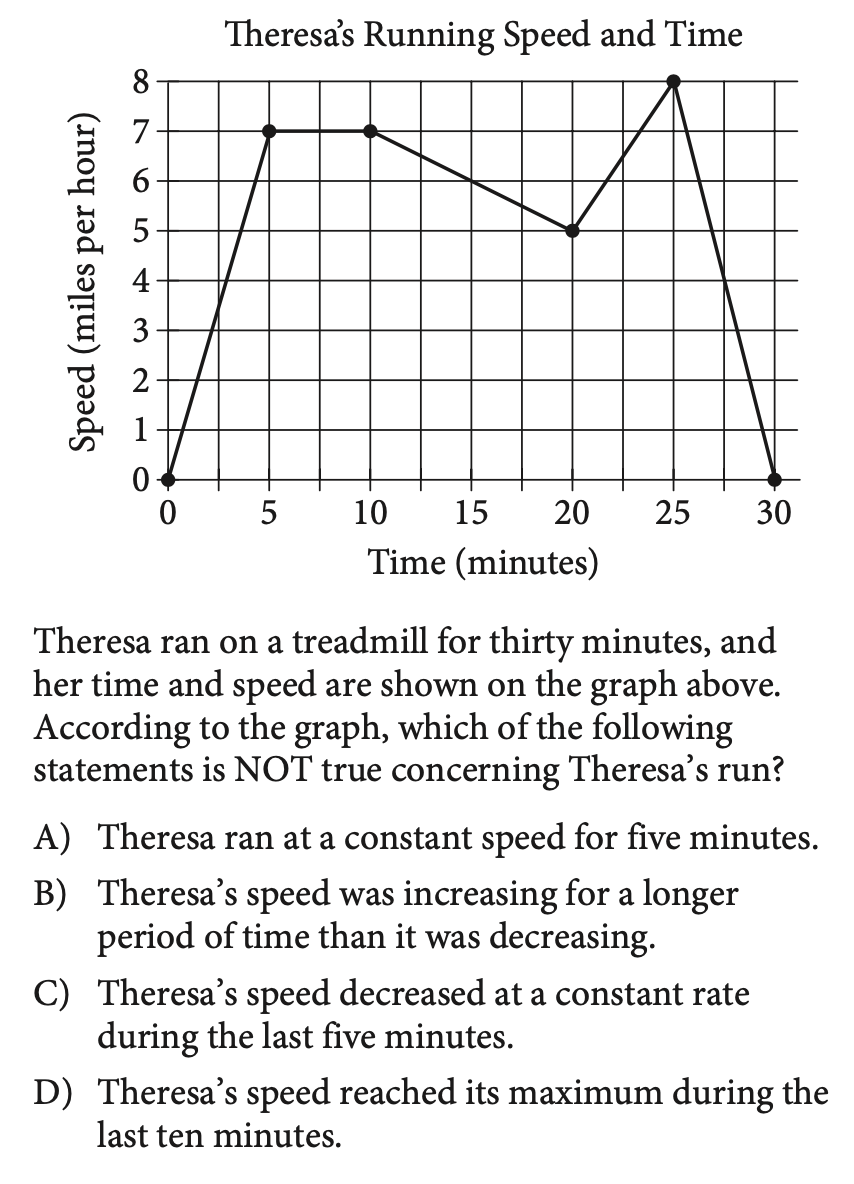 Theresa’s Running Speed and Time
8
7
6
5
4
3
2
1
0
Speed (miles per hour)
0 5 10 15 20 25 30
Time (minutes)
Theresa ran on a treadmill for thirty minutes, and
her time and speed are shown on the graph above.
According to the graph, which of the following
statements is NOT true concerning Theresa’s run?
A) Theresa ran at a constant speed for five minutes.
B) Theresa’s speed was increasing for a longer
period of time than it was decreasing.
C) Theresa’s speed decreased at a constant rate
during the last five minutes.
D) Theresa’s speed reached its maximum during the
last ten minutes.